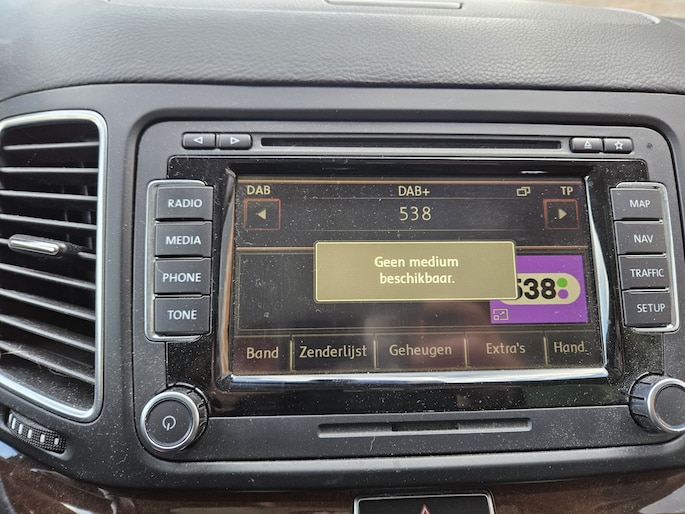 DAB DAB+ TP
538
RADIO
MEDIA
PHONE
TONE
MAP
NAV
TRAFFIC
SETUP
Geen medium
beschikbaar.
538
Band Zenderlijst Geheugen Extra's Hand.